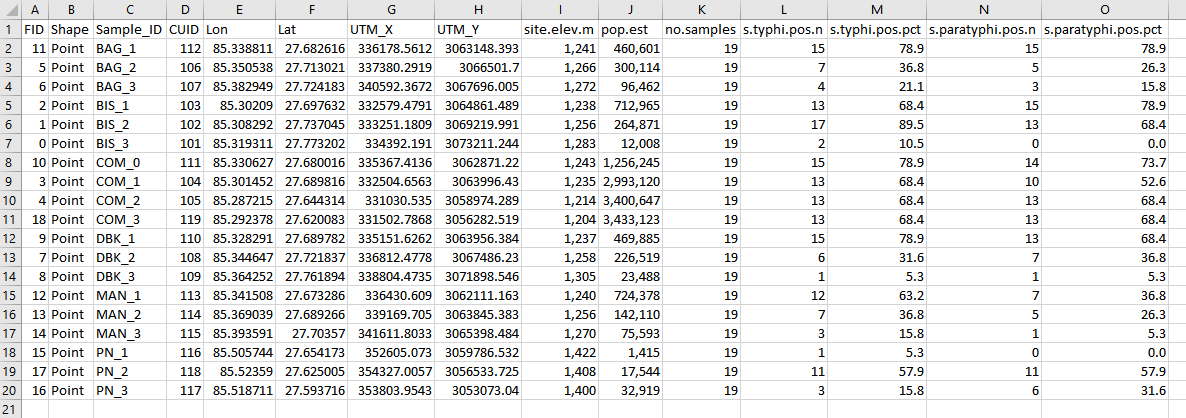 A B C D E F G H I J K L M N O
1 FID Shape Sample_ID CUID Lon Lat UTM_X UTM_Y site.elev.m pop.est no.samples s.typhi.pos.n s.typhi.pos.pct s.paratyphi.pos.n s.paratyphi.pos.pct
2 11 Point BAG_1 112 85.338811 27.682616 336178.5612 3063148.393 1,241 460,601 19 15 78.9 15 78.9
3 5 Point BAG_2 106 85.350538 27.713021 337380.2919 3066501.7 1,266 300,114 19 7 36.8 5 26.3
4 6 Point BAG_3 107 85.382949 27.724183 340592.3672 3067696.005 1,272 96,462 19 4 21.1 3 15.8
5 2 Point BIS_1 103 85.30209 27.697632 332579.4791 3064861.489 1,238 712,965 19 13 68.4 15 78.9
6 1 Point BIS_2 102 85.308292 27.737045 333251.1809 3069219.991 1,256 264,871 19 17 89.5 13 68.4
7 0 Point BIS_3 101 85.319311 27.773202 334392.191 3073211.244 1,283 12,008 19 2 10.5 0 0.0
8 10 Point COM_0 111 85.330627 27.680016 335367.4136 3062871.22 1,243 1,256,245 19 15 78.9 14 73.7
9 3 Point COM_1 104 85.301452 27.689816 332504.6563 3063996.43 1,235 2,993,120 19 13 68.4 10 52.6
10 4 Point COM_2 105 85.287215 27.644314 331030.535 3058974.289 1,214 3,400,647 19 13 68.4 13 68.4
11 18 Point COM_3 119 85.292378 27.620083 331502.7868 3056282.519 1,204 3,433,123 19 13 68.4 13 68.4
12 9 Point DBK_1 110 85.328291 27.689782 335151.6262 3063956.384 1,237 469,885 19 15 78.9 13 68.4
13 7 Point DBK_2 108 85.344647 27.721837 336812.4778 3067486.23 1,258 226,519 19 6 31.6 7 36.8
14 8 Point DBK_3 109 85.364252 27.761894 338804.4735 3071898.546 1,305 23,488 19 1 5.3 1 5.3
15 12 Point MAN_1 113 85.341508 27.673286 336430.609 3062111.163 1,240 724,378 19 12 63.2 7 36.8
16 13 Point MAN_2 114 85.369039 27.689266 339169.705 3063845.383 1,256 142,110 19 7 36.8 5 26.3
17 14 Point MAN_3 115 85.393591 27.70357 341611.8033 3065398.484 1,270 75,593 19 3 15.8 1 5.3
18 15 Point PN_1 116 85.505744 27.654173 352605.073 3059786.532 1,422 1,415 19 1 5.3 0 0.0
19 17 Point PN_2 118 85.52359 27.625005 354327.0057 3056533.725 1,408 17,544 19 11 57.9 11 57.9
20 16 Point PN_3 117 85.518711 27.593716 353803.9543 3053073.04 1,400 32,919 19 3 15.8 6 31.6
21